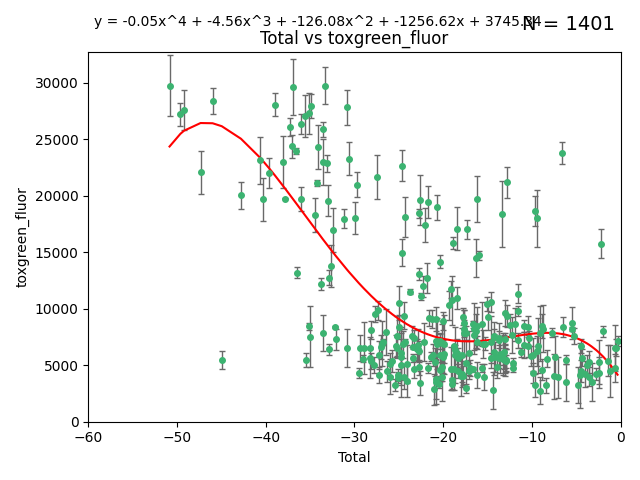 y = -0.05x^4 + -4.56x^3 + -126.08x^2 + -1256.62x + 3745.84
N = 1401
Total vs toxgreen_fluor
30000
25000
20000
15000
10000
5000
0
toxgreen_fluor
−60 −50 −40 −30 −20 −10 0
Total